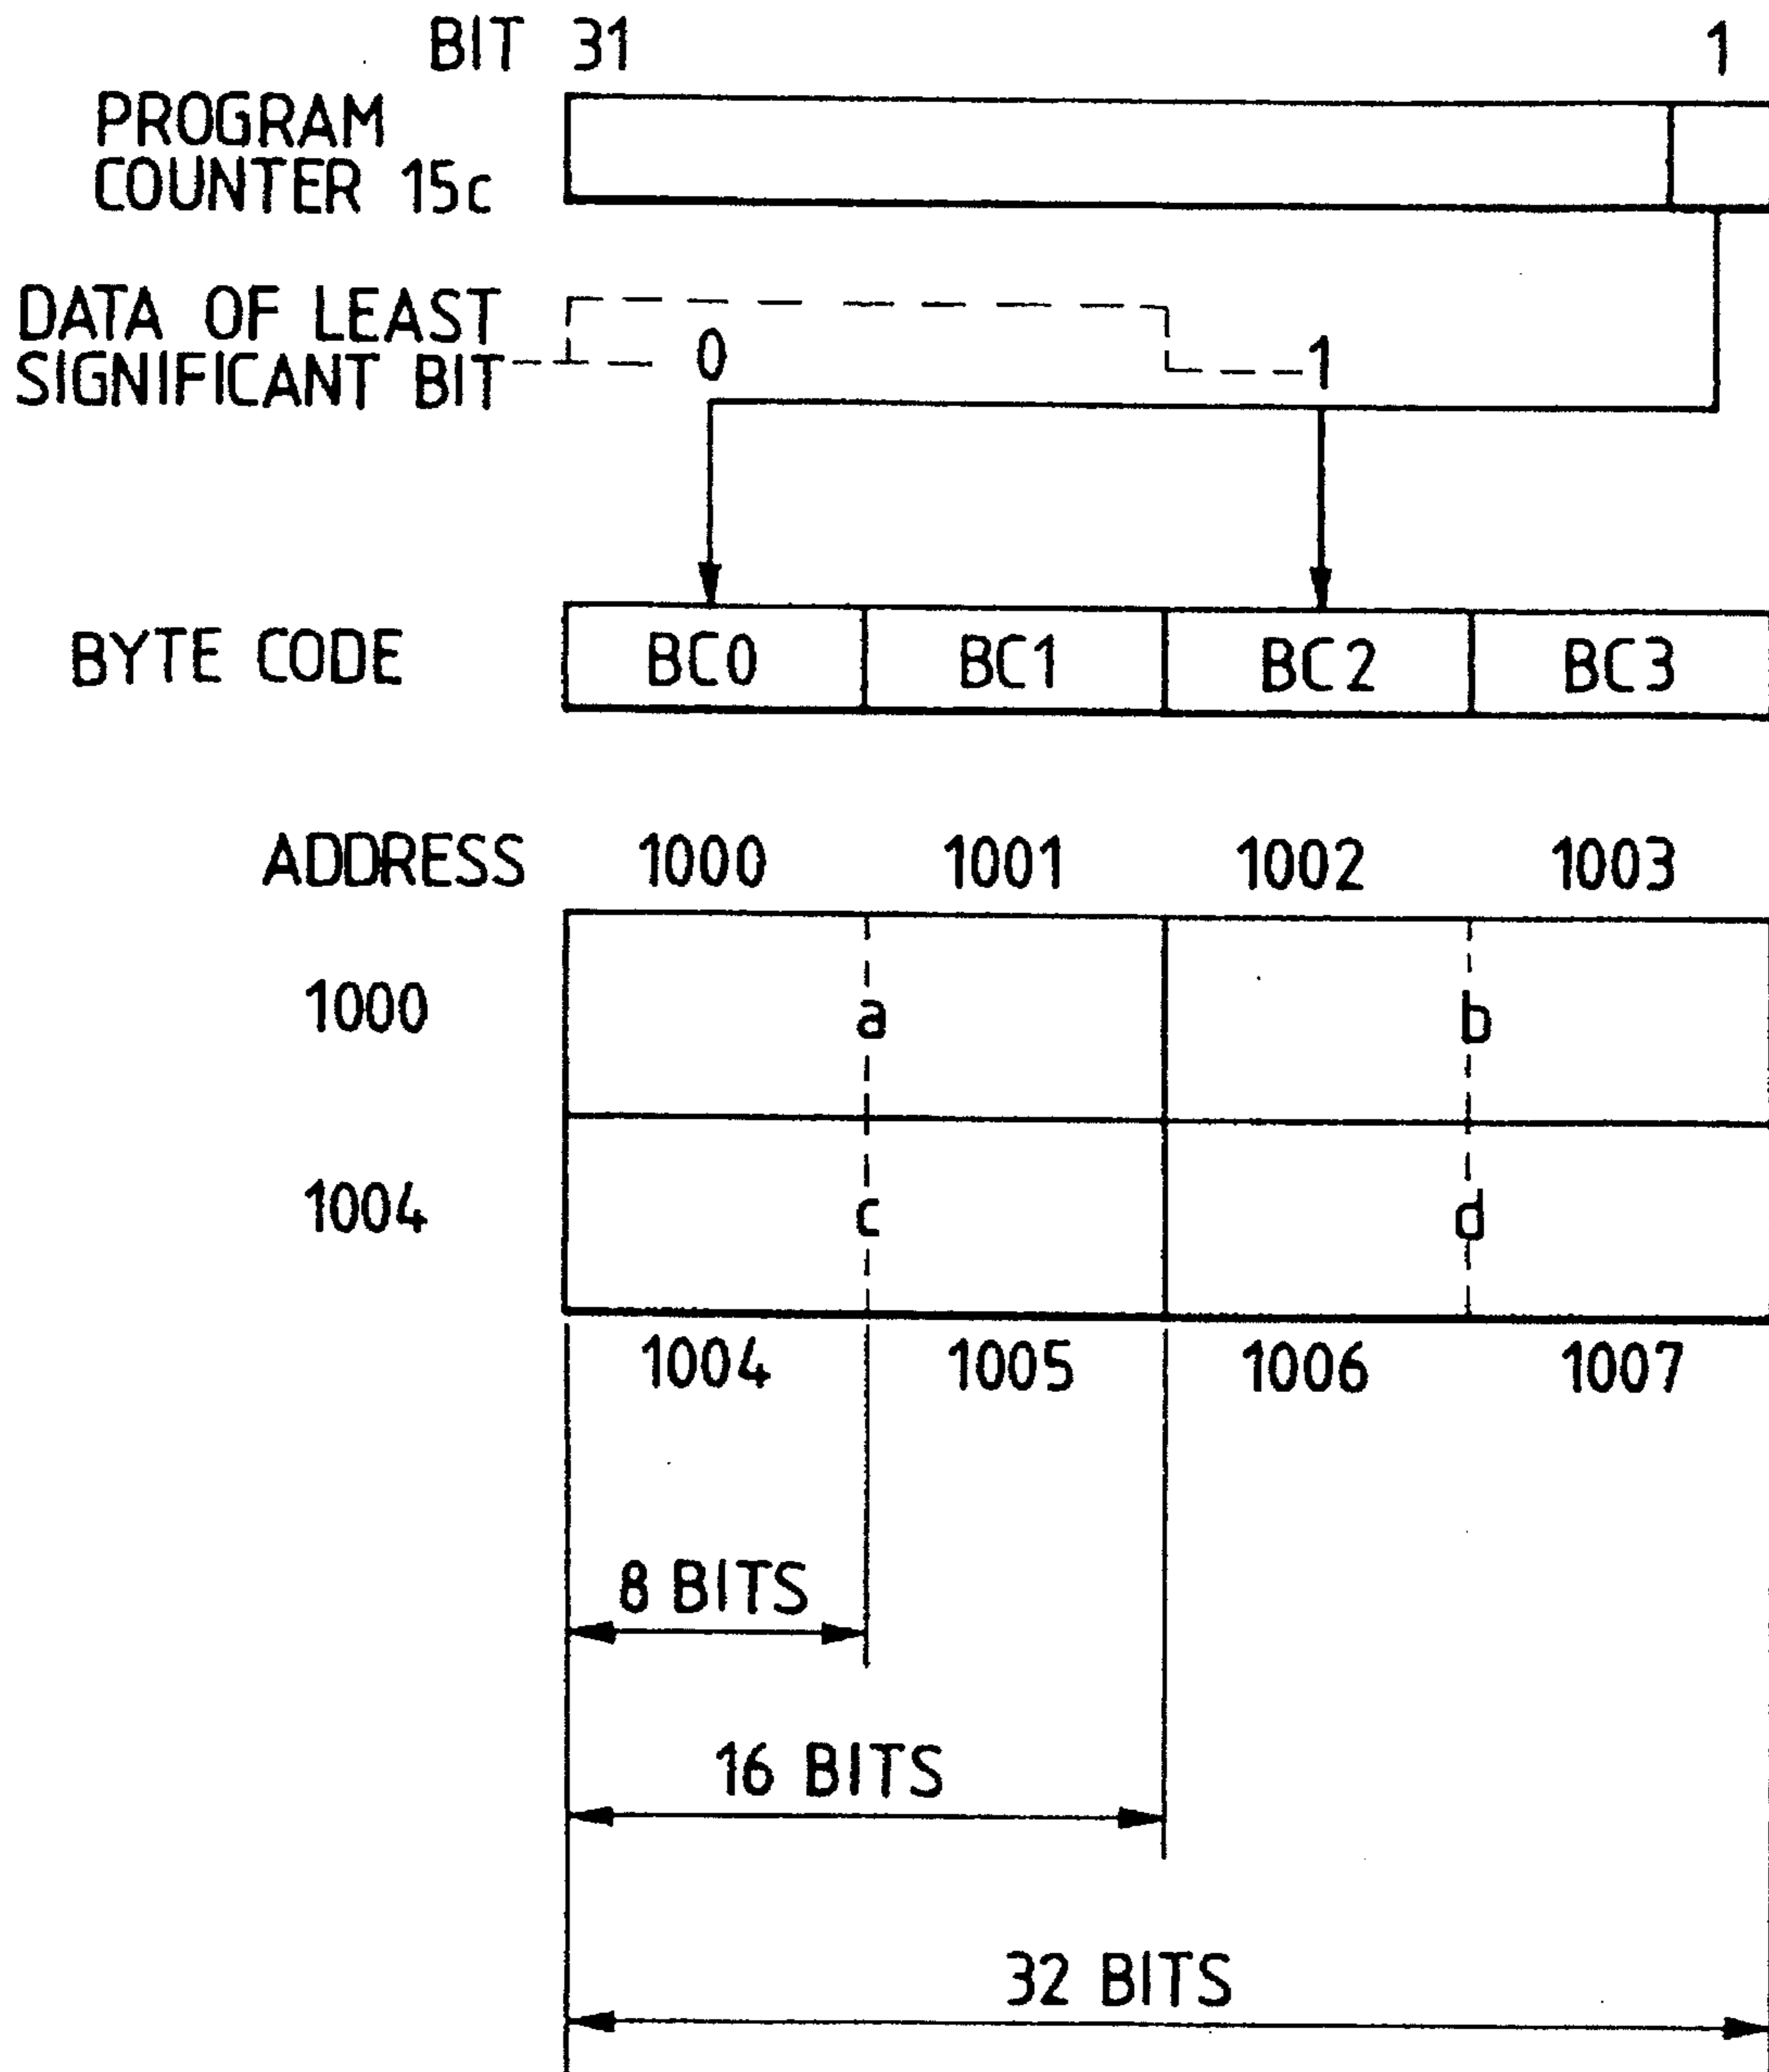 BIT 31 1
PROGRAM
COUNTER 15c
DATA OF LEAST
SIGNIFICANT BIT 0 1
BYTE CODE BC0 BC1 BC2 BC3
ADDRESS 1000 1001 1002 1003
1000 a b
1004 c d
1004 1005 1006 1007
8 BITS
16 BITS
32 BITS